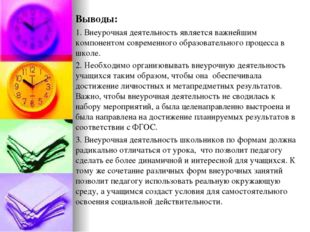 Выводы:
1. Внеурочная деятельность является важнейшим
компонентом современного образовательного процесса в
школе.
2. Необходимо организовывать внеурочную деятельность
учащихся таким образом, чтобы она обеспечивала
достижение личностных и метапредметных результатов.
Важно, чтобы внеурочная деятельность не сводилась к
набору мероприятий, а была целенаправленно выстроена и
была направлена на достижение планируемых результатов в
соответствии с ФГОС.
3. Внеурочная деятельность школьников по формам должна
радикально отличаться от урока, что позволит педагогу
сделать ее более динамичной и интересной для учащихся. К
тому же сочетание различных форм внеурочных занятий
позволит педагогу использовать реальную окружающую
среду, а учащимся создаст условия для самостоятельного
освоения социальной действительности.